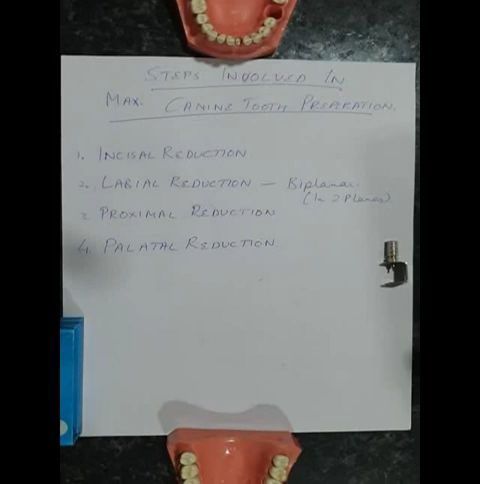 STEPS INVOLVED IN
MAX. CANINE TOOTH PREPARATION.
1. INCISAL REDUCTION
2. LABIAL REDUCTION – Biplanar.
(In 2 Planes)
3. PROXIMAL REDUCTION
4. PALATAL REDUCTION